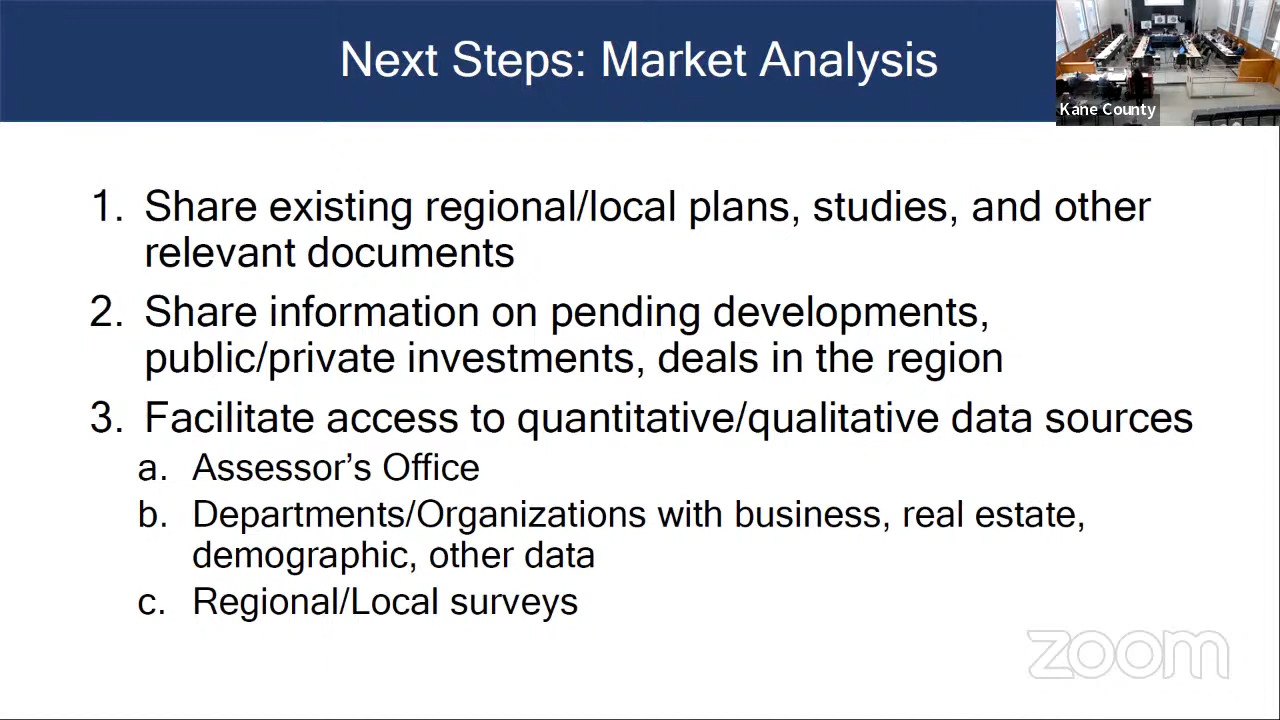 Next Steps: Market Analysis
Kane County
1. Share existing regional/local plans, studies, and other
relevant documents
2. Share information on pending developments,
public/private investments, deals in the region
3. Facilitate access to quantitative/qualitative data sources
a. Assessor’s Office
b. Departments/Organizations with business, real estate,
demographic, other data
c. Regional/Local surveys
zoom